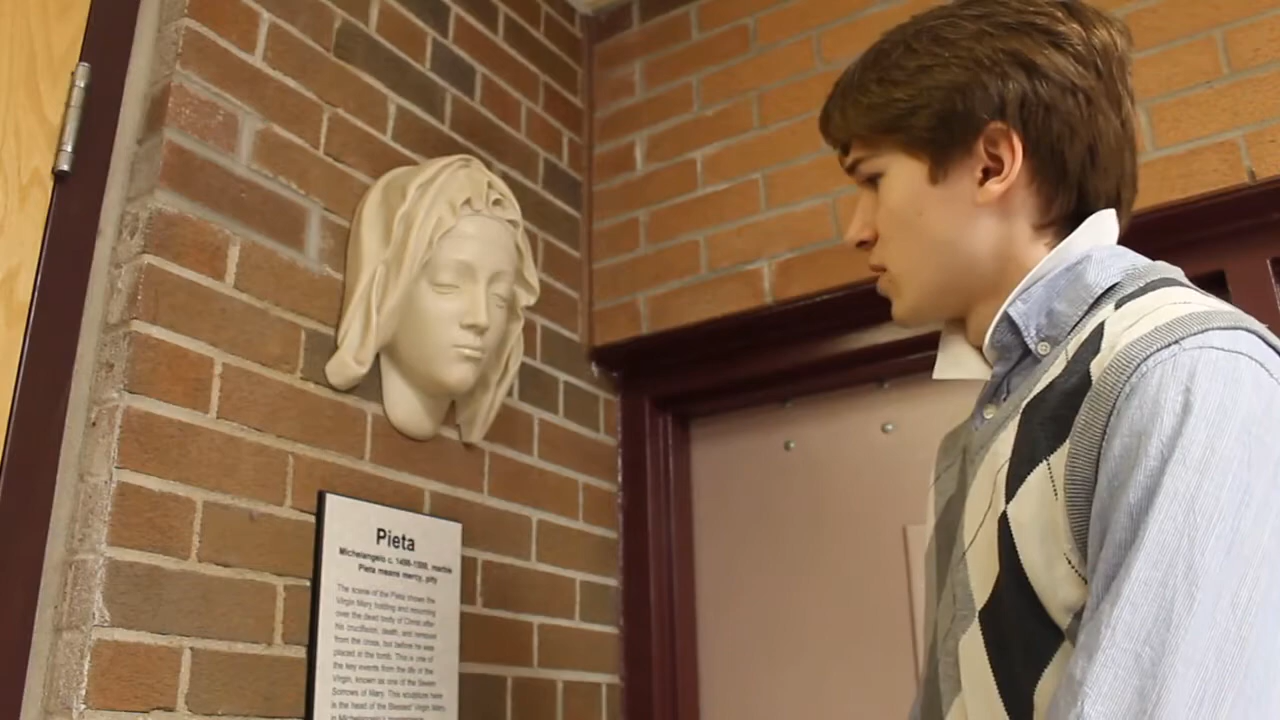 Pieta
Michelangelo c. 1498-1500, marble
Pieta means mercy, pity
The scene of the Pieta shows the
Virgin Mary holding and mourning
over the dead body of Christ after
his crucifixion, death, and removal
from the cross, but before he was
placed in the tomb. This is one of
the key events from the life of the
Virgin, known as one of the Seven
Sorrows of Mary. This sculpture here
is the head of the Blessed Virgin Mary
in Michelangelo's